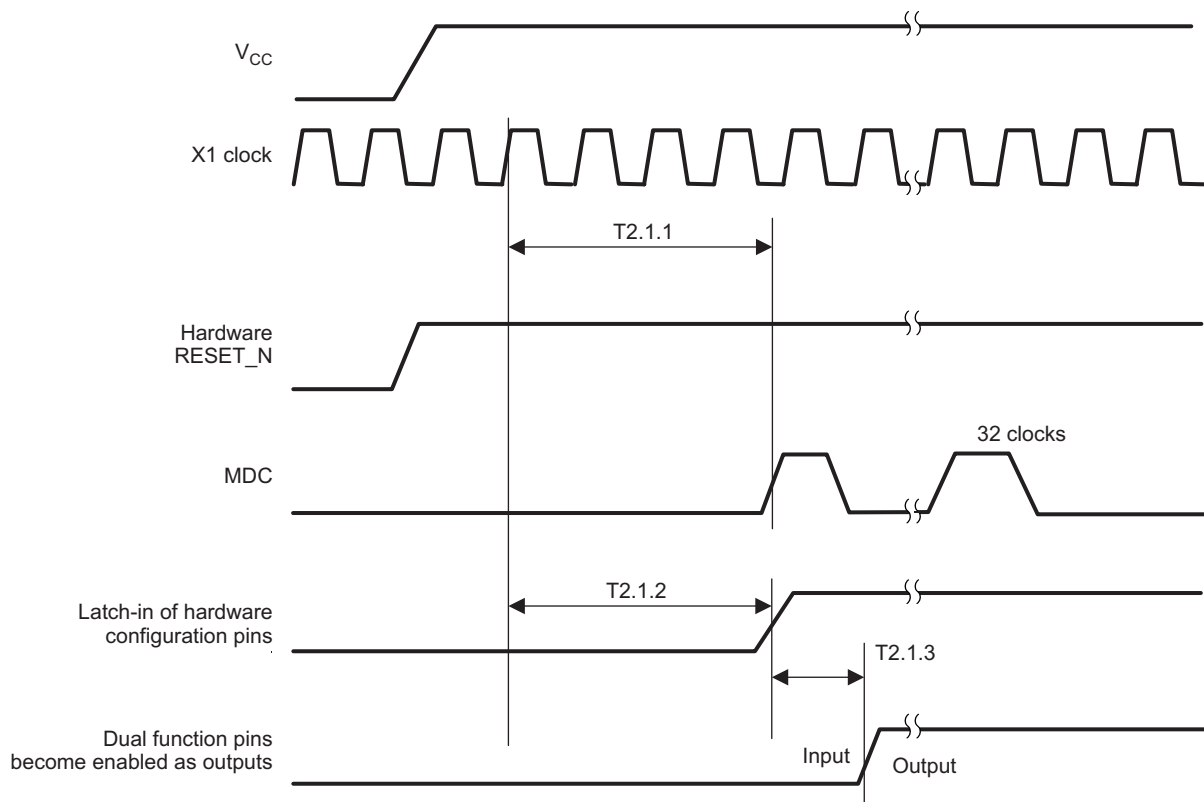 VCC
X1 clock
T2.1.1
Hardware
RESET_N
32 clocks
MDC
T2.1.2
Latch-in of hardware
configuration pins
T2.1.3
Dual function pins
become enabled as outputs
Input
Output